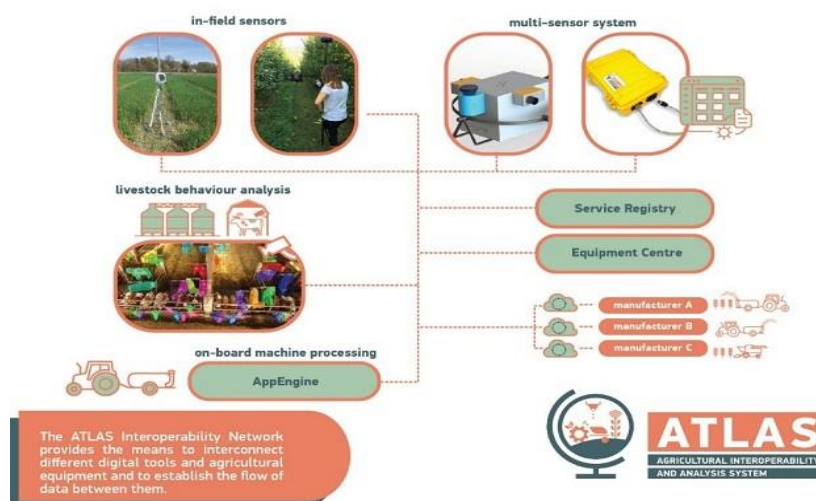 in-field sensors
multi-sensor system
livestock behaviour analysis
Service Registry
Equipment Centre
manufacturer A
manufacturer B
manufacturer C
on-board machine processing
AppEngine
The ATLAS Interoperability Network
provides the means to interconnect
different digital tools and agricultural
equipment and to establish the flow of
data between them.
ATLAS
AGRICULTURAL INTEROPERABILITY
AND ANALYSIS SYSTEM